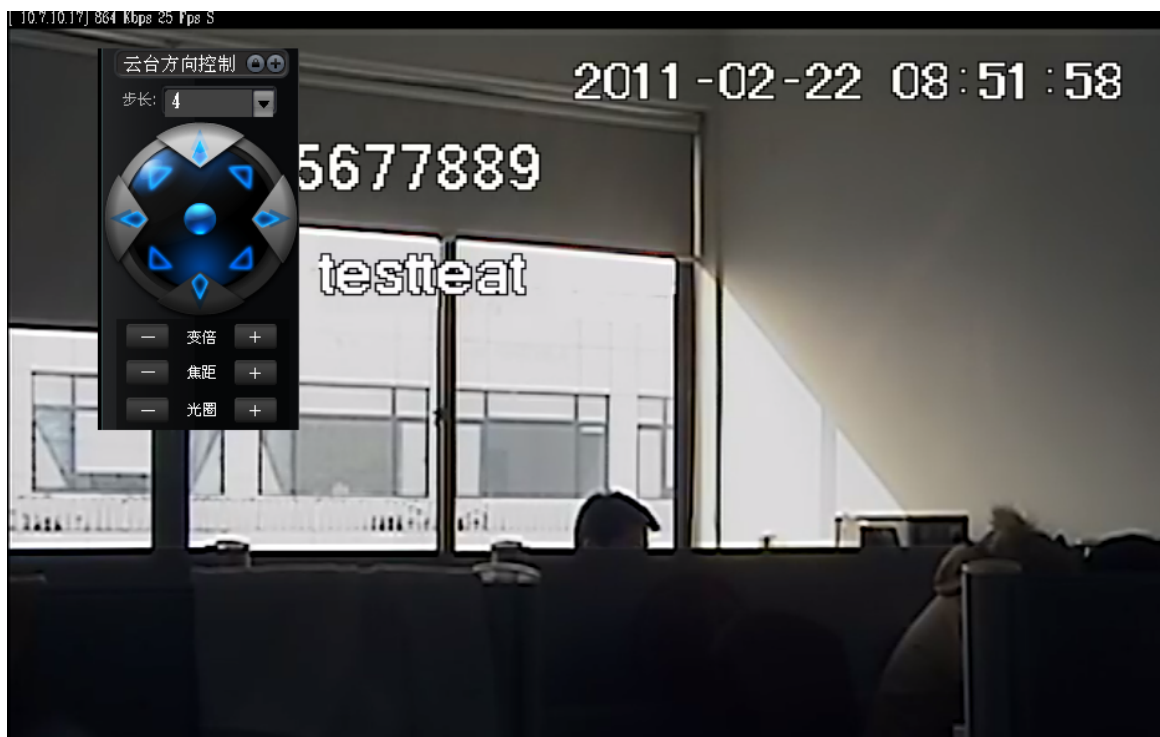 [ 10.7.10.17] 864 Kbps 25 Fps S
云台方向控制
2011-02-22 08:51:58
步长: 4
5677889
testteat
— 变倍 +
— 焦距 +
— 光圈 +